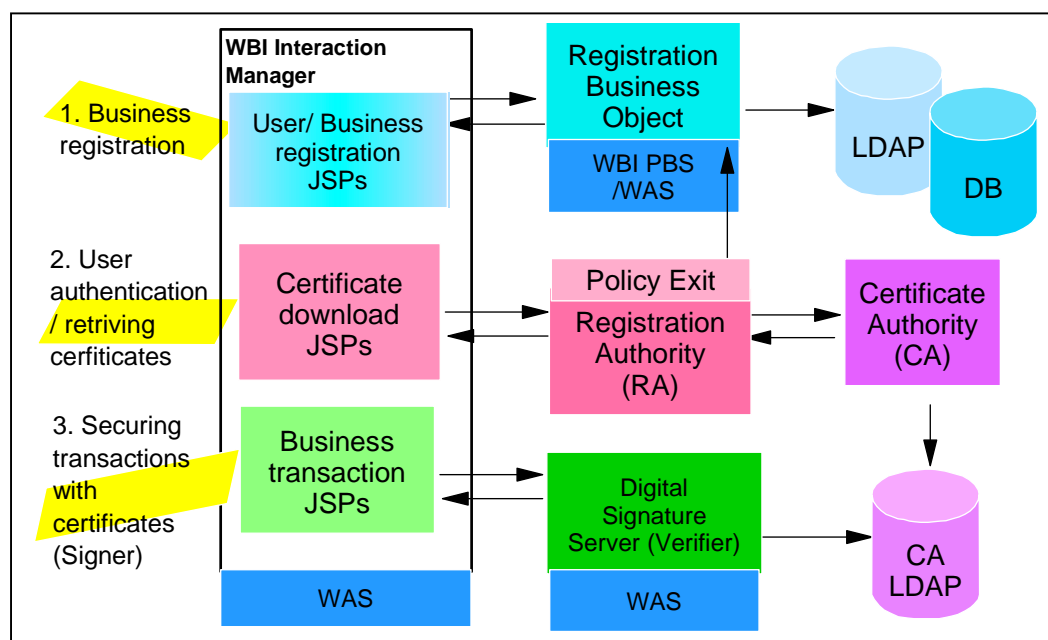 WBI Interaction
Manager
1. Business
registration
User/ Business
registration
JSPs
Registration
Business
Object
WBI PBS
/WAS
LDAP
DB
2. User
authentication
/ retriving
cerfiticates
Certificate
download
JSPs
Policy Exit
Registration
Authority
(RA)
Certificate
Authority
(CA)
3. Securing
transactions
with
certificates
(Signer)
Business
transaction
JSPs
Digital
Signature
Server (Verifier)
CA
LDAP
WAS
WAS